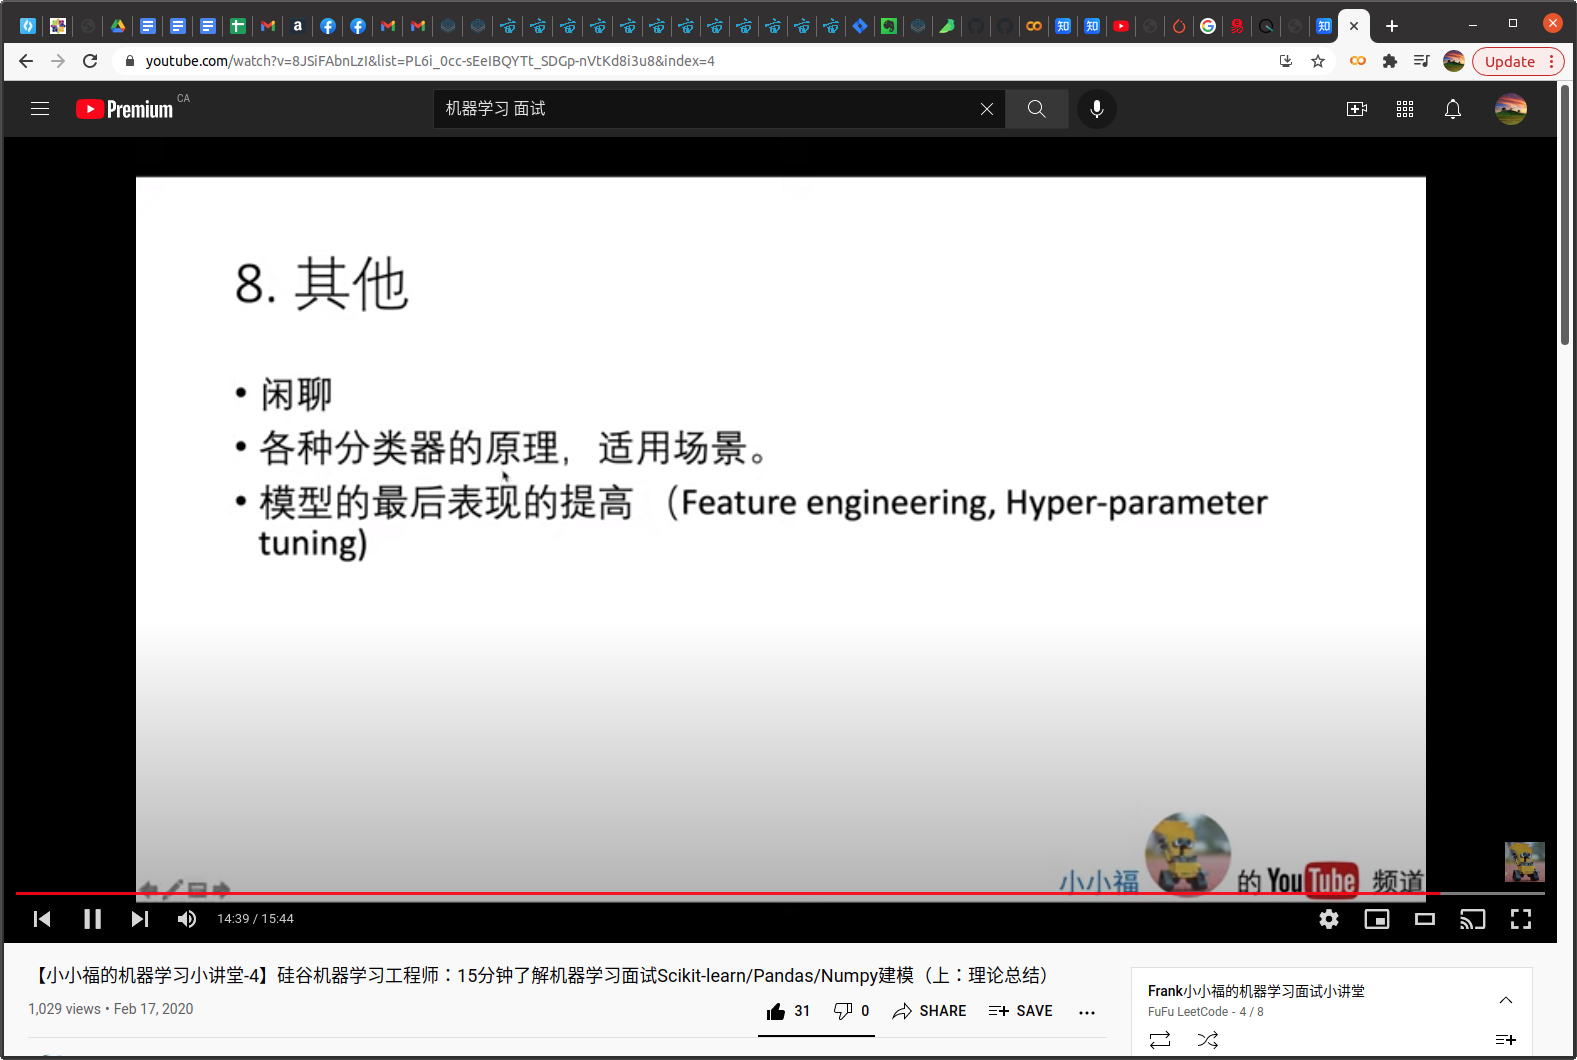 youtube.com/watch?v=8JSiFAbnLzI&list=PL6i_0cc-sEeIBQYTt_SDGp-nVtKd8i3u8&index=4
Update
Premium CA
机器学习 面试
8. 其他
• 闲聊
• 各种分类器的原理，适用场景。
• 模型的最后表现的提高 （Feature engineering, Hyper-parameter
tuning)
小小福 的 YouTube 频道
14:39 / 15:44
【小小福的机器学习小讲堂-4】硅谷机器学习工程师：15分钟了解机器学习面试Scikit-learn/Pandas/Numpy建模（上：理论总结）
1,029 views • Feb 17, 2020
31 0 SHARE SAVE
Frank小小福的机器学习面试小讲堂
FuFu LeetCode - 4 / 8